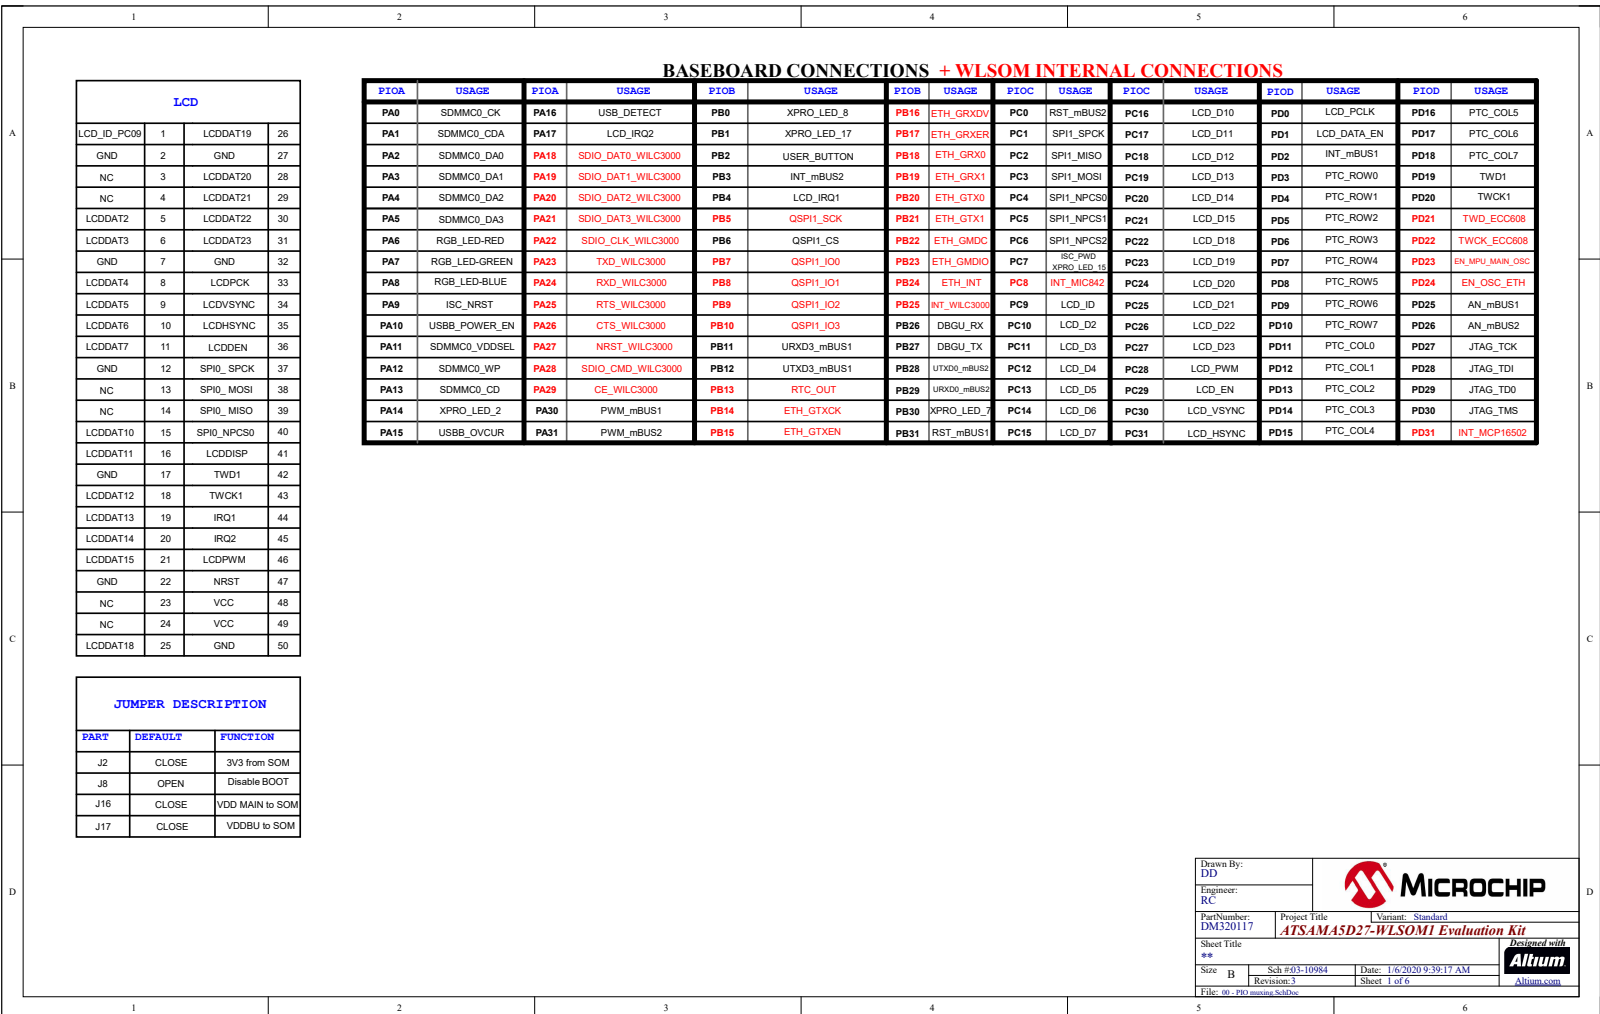 1 2 3 4 5 6
BASEBOARD CONNECTIONS + WLSOM INTERNAL CONNECTIONS
LCD
LCD_ID_PC09 1 LCDDAT19 26
GND 2 GND 27
NC 3 LCDDAT20 28
NC 4 LCDDAT21 29
LCDDAT2 5 LCDDAT22 30
LCDDAT3 6 LCDDAT23 31
GND 7 GND 32
LCDDAT4 8 LCDPCK 33
LCDDAT5 9 LCDVSYNC 34
LCDDAT6 10 LCDHSYNC 35
LCDDAT7 11 LCDDEN 36
GND 12 SPI0_ SPCK 37
NC 13 SPI0_ MOSI 38
NC 14 SPI0_ MISO 39
LCDDAT10 15 SPI0_NPCS0 40
LCDDAT11 16 LCDDISP 41
GND 17 TWD1 42
LCDDAT12 18 TWCK1 43
LCDDAT13 19 IRQ1 44
LCDDAT14 20 IRQ2 45
LCDDAT15 21 LCDPWM 46
GND 22 NRST 47
NC 23 VCC 48
NC 24 VCC 49
LCDDAT18 25 GND 50
PIOA USAGE PIOA USAGE PIOB USAGE PIOB USAGE PIOC USAGE PIOC USAGE PIOD USAGE PIOD USAGE
PA0 SDMMC0_CK PA16 USB_DETECT PB0 XPRO_LED_8 PB16 ETH_GRXDV PC0 RST_mBUS2 PC16 LCD_D10 PD0 LCD_PCLK PD16 PTC_COL5
PA1 SDMMC0_CDA PA17 LCD_IRQ2 PB1 XPRO_LED_17 PB17 ETH_GRXER PC1 SPI1_SPCK PC17 LCD_D11 PD1 LCD_DATA_EN PD17 PTC_COL6
PA2 SDMMC0_DA0 PA18 SDIO_DAT0_WILC3000 PB2 USER_BUTTON PB18 ETH_GRX0 PC2 SPI1_MISO PC18 LCD_D12 PD2 INT_mBUS1 PD18 PTC_COL7
PA3 SDMMC0_DA1 PA19 SDIO_DAT1_WILC3000 PB3 INT_mBUS2 PB19 ETH_GRX1 PC3 SPI1_MOSI PC19 LCD_D13 PD3 PTC_ROW0 PD19 TWD1
PA4 SDMMC0_DA2 PA20 SDIO_DAT2_WILC3000 PB4 LCD_IRQ1 PB20 ETH_GTX0 PC4 SPI1_NPCS0 PC20 LCD_D14 PD4 PTC_ROW1 PD20 TWCK1
PA5 SDMMC0_DA3 PA21 SDIO_DAT3_WILC3000 PB5 QSPI1_SCK PB21 ETH_GTX1 PC5 SPI1_NPCS1 PC21 LCD_D15 PD5 PTC_ROW2 PD21 TWD_ECC608
PA6 RGB_LED-RED PA22 SDIO_CLK_WILC3000 PB6 QSPI1_CS PB22 ETH_GMDC PC6 SPI1_NPCS2 PC22 LCD_D18 PD6 PTC_ROW3 PD22 TWCK_ECC608
PA7 RGB_LED-GREEN PA23 TXD_WILC3000 PB7 QSPI1_IO0 PB23 ETH_GMDIO PC7 ISC_PWD XPRO_LED_15 PC23 LCD_D19 PD7 PTC_ROW4 PD23 EN_MPU_MAIN_OSC
PA8 RGB_LED-BLUE PA24 RXD_WILC3000 PB8 QSPI1_IO1 PB24 ETH_INT PC8 INT_MIC842 PC24 LCD_D20 PD8 PTC_ROW5 PD24 EN_OSC_ETH
PA9 ISC_NRST PA25 RTS_WILC3000 PB9 QSPI1_IO2 PB25 INT_WILC3000 PC9 LCD_ID PC25 LCD_D21 PD9 PTC_ROW6 PD25 AN_mBUS1
PA10 USBB_POWER_EN PA26 CTS_WILC3000 PB10 QSPI1_IO3 PB26 DBGU_RX PC10 LCD_D2 PC26 LCD_D22 PD10 PTC_ROW7 PD26 AN_mBUS2
PA11 SDMMC0_VDDSEL PA27 NRST_WILC3000 PB11 URXD3_mBUS1 PB27 DBGU_TX PC11 LCD_D3 PC27 LCD_D23 PD11 PTC_COL0 PD27 JTAG_TCK
PA12 SDMMC0_WP PA28 SDIO_CMD_WILC3000 PB12 UTXD3_mBUS1 PB28 UTXD0_mBUS2 PC12 LCD_D4 PC28 LCD_PWM PD12 PTC_COL1 PD28 JTAG_TDI
PA13 SDMMC0_CD PA29 CE_WILC3000 PB13 RTC_OUT PB29 URXD0_mBUS2 PC13 LCD_D5 PC29 LCD_EN PD13 PTC_COL2 PD29 JTAG_TD0
PA14 XPRO_LED_2 PA30 PWM_mBUS1 PB14 ETH_GTXCK PB30 XPRO_LED_7 PC14 LCD_D6 PC30 LCD_VSYNC PD14 PTC_COL3 PD30 JTAG_TMS
PA15 USBB_OVCUR PA31 PWM_mBUS2 PB15 ETH_GTXEN PB31 RST_mBUS1 PC15 LCD_D7 PC31 LCD_HSYNC PD15 PTC_COL4 PD31 INT_MCP16502
A A
B B
C C
D D
JUMPER DESCRIPTION
PART DEFAULT FUNCTION
J2 CLOSE 3V3 from SOM
J8 OPEN Disable BOOT
J16 CLOSE VDD MAIN to SOM
J17 CLOSE VDDBU to SOM
Drawn By:
DD
Engineer:
RC
MICROCHIP
PartNumber: Project Title Variant: Standard
DM320117 ATSAMA5D27-WLSOM1 Evaluation Kit
Sheet Title
**
Designed with
Altium
Altium.com
Size B Sch #:03-10984 Date: 1/6/2020 9:39:17 AM
Revision:3 Sheet 1 of 6
File: 00 - PIO muxing.SchDoc
1 2 3 4 5 6